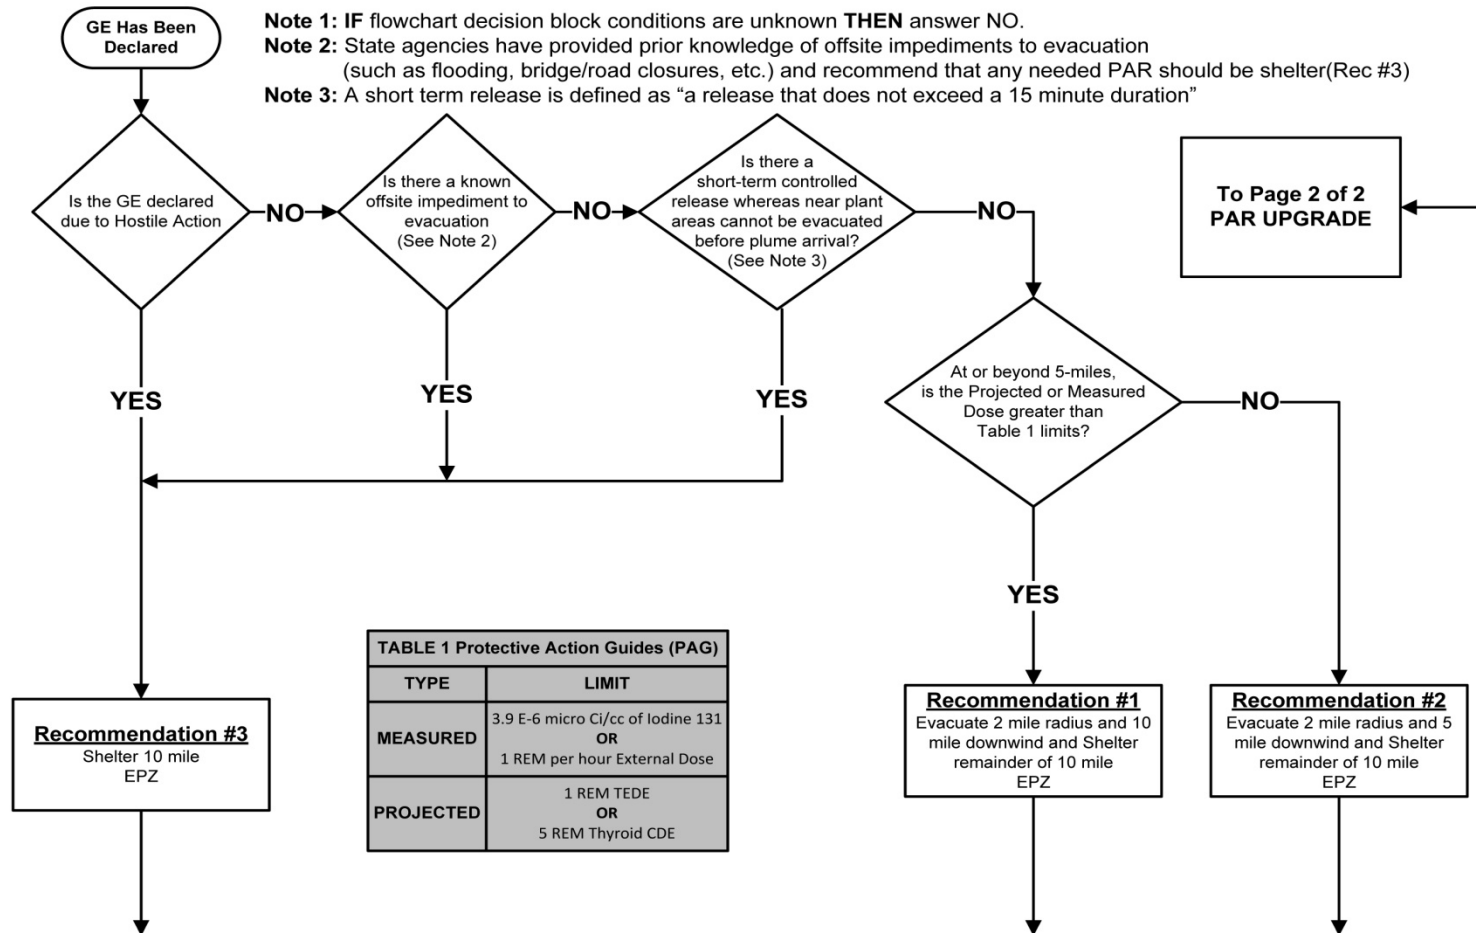 GE Has Been
Declared
Note 1: IF flowchart decision block conditions are unknown THEN answer NO.
Note 2: State agencies have provided prior knowledge of offsite impediments to evacuation
(such as flooding, bridge/road closures, etc.) and recommend that any needed PAR should be shelter(Rec #3)
Note 3: A short term release is defined as “a release that does not exceed a 15 minute duration”
Is the GE declared
due to Hostile Action
NO
Is there a known
offsite impediment to
evacuation
(See Note 2)
NO
Is there a
short-term controlled
release whereas near plant
areas cannot be evacuated
before plume arrival?
(See Note 3)
NO
To Page 2 of 2
PAR UPGRADE
YES
YES
YES
At or beyond 5-miles,
is the Projected or Measured
Dose greater than
Table 1 limits?
NO
YES
TABLE 1 Protective Action Guides (PAG)
TYPE LIMIT
MEASURED
3.9 E-6 micro Ci/cc of Iodine 131
OR
1 REM per hour External Dose
PROJECTED
1 REM TEDE
OR
5 REM Thyroid CDE
Recommendation #3
Shelter 10 mile
EPZ
Recommendation #1
Evacuate 2 mile radius and 10
mile downwind and Shelter
remainder of 10 mile
EPZ
Recommendation #2
Evacuate 2 mile radius and 5
mile downwind and Shelter
remainder of 10 mile
EPZ